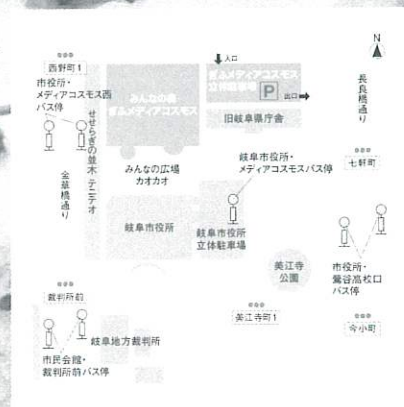 N
入口
西野町1
市役所・
メディアコスモス西
バス停
みんなの森
ぎふメディアコスモス
ぎふメディアコスモス
立体駐車場
P
出口
長良橋通り
旧岐阜県庁舎
せせらぎの並木 テニテオ
みんなの広場
カオカオ
岐阜市役所・
メディアコスモスバス停
七軒町
金華橋通り
岐阜市役所
岐阜市役所
立体駐車場
美江寺
公園
市役所・
鶯谷高校口
バス停
裁判所前
美江寺町1
今小町
岐阜地方裁判所
市民会館・
裁判所前バス停